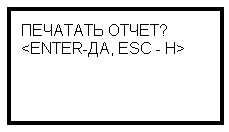 ПЕЧАТАТЬ ОТЧЕТ?
<ENTER-ДА, ESC - Н>